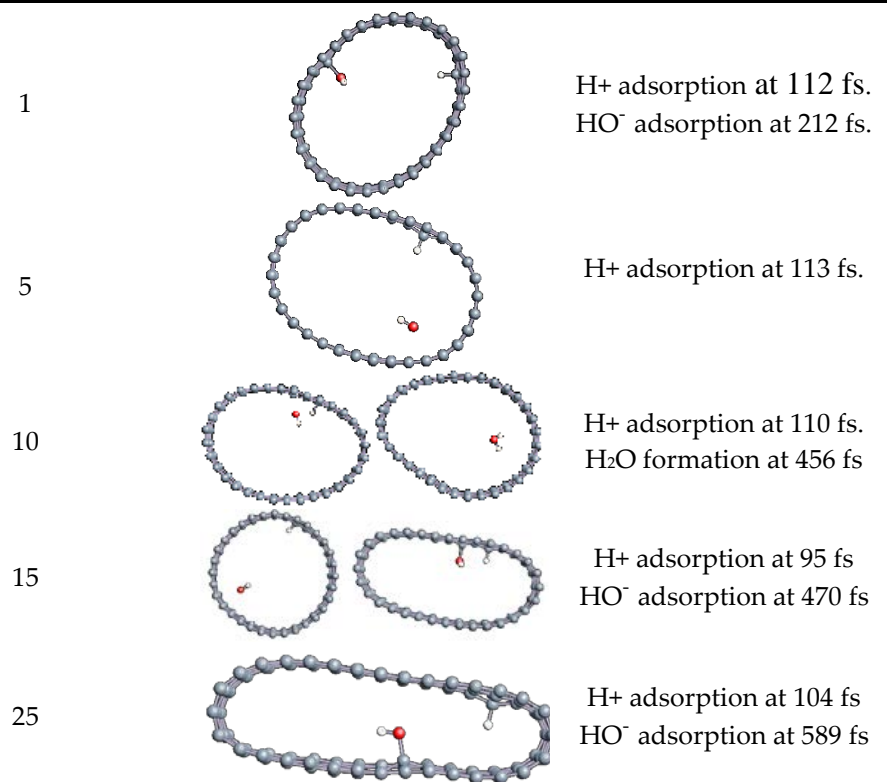 1
H+ adsorption at 112 fs.
HO⁻ adsorption at 212 fs.
5
H+ adsorption at 113 fs.
10
H+ adsorption at 110 fs.
H₂O formation at 456 fs
15
H+ adsorption at 95 fs
HO⁻ adsorption at 470 fs
25
H+ adsorption at 104 fs
HO⁻ adsorption at 589 fs